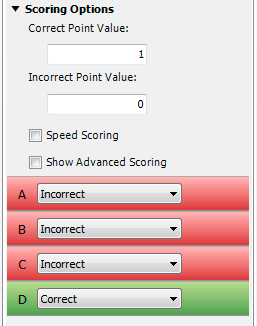 Scoring Options
Correct Point Value:
1
Incorrect Point Value:
0
Speed Scoring
Show Advanced Scoring
A Incorrect
B Incorrect
C Incorrect
D Correct